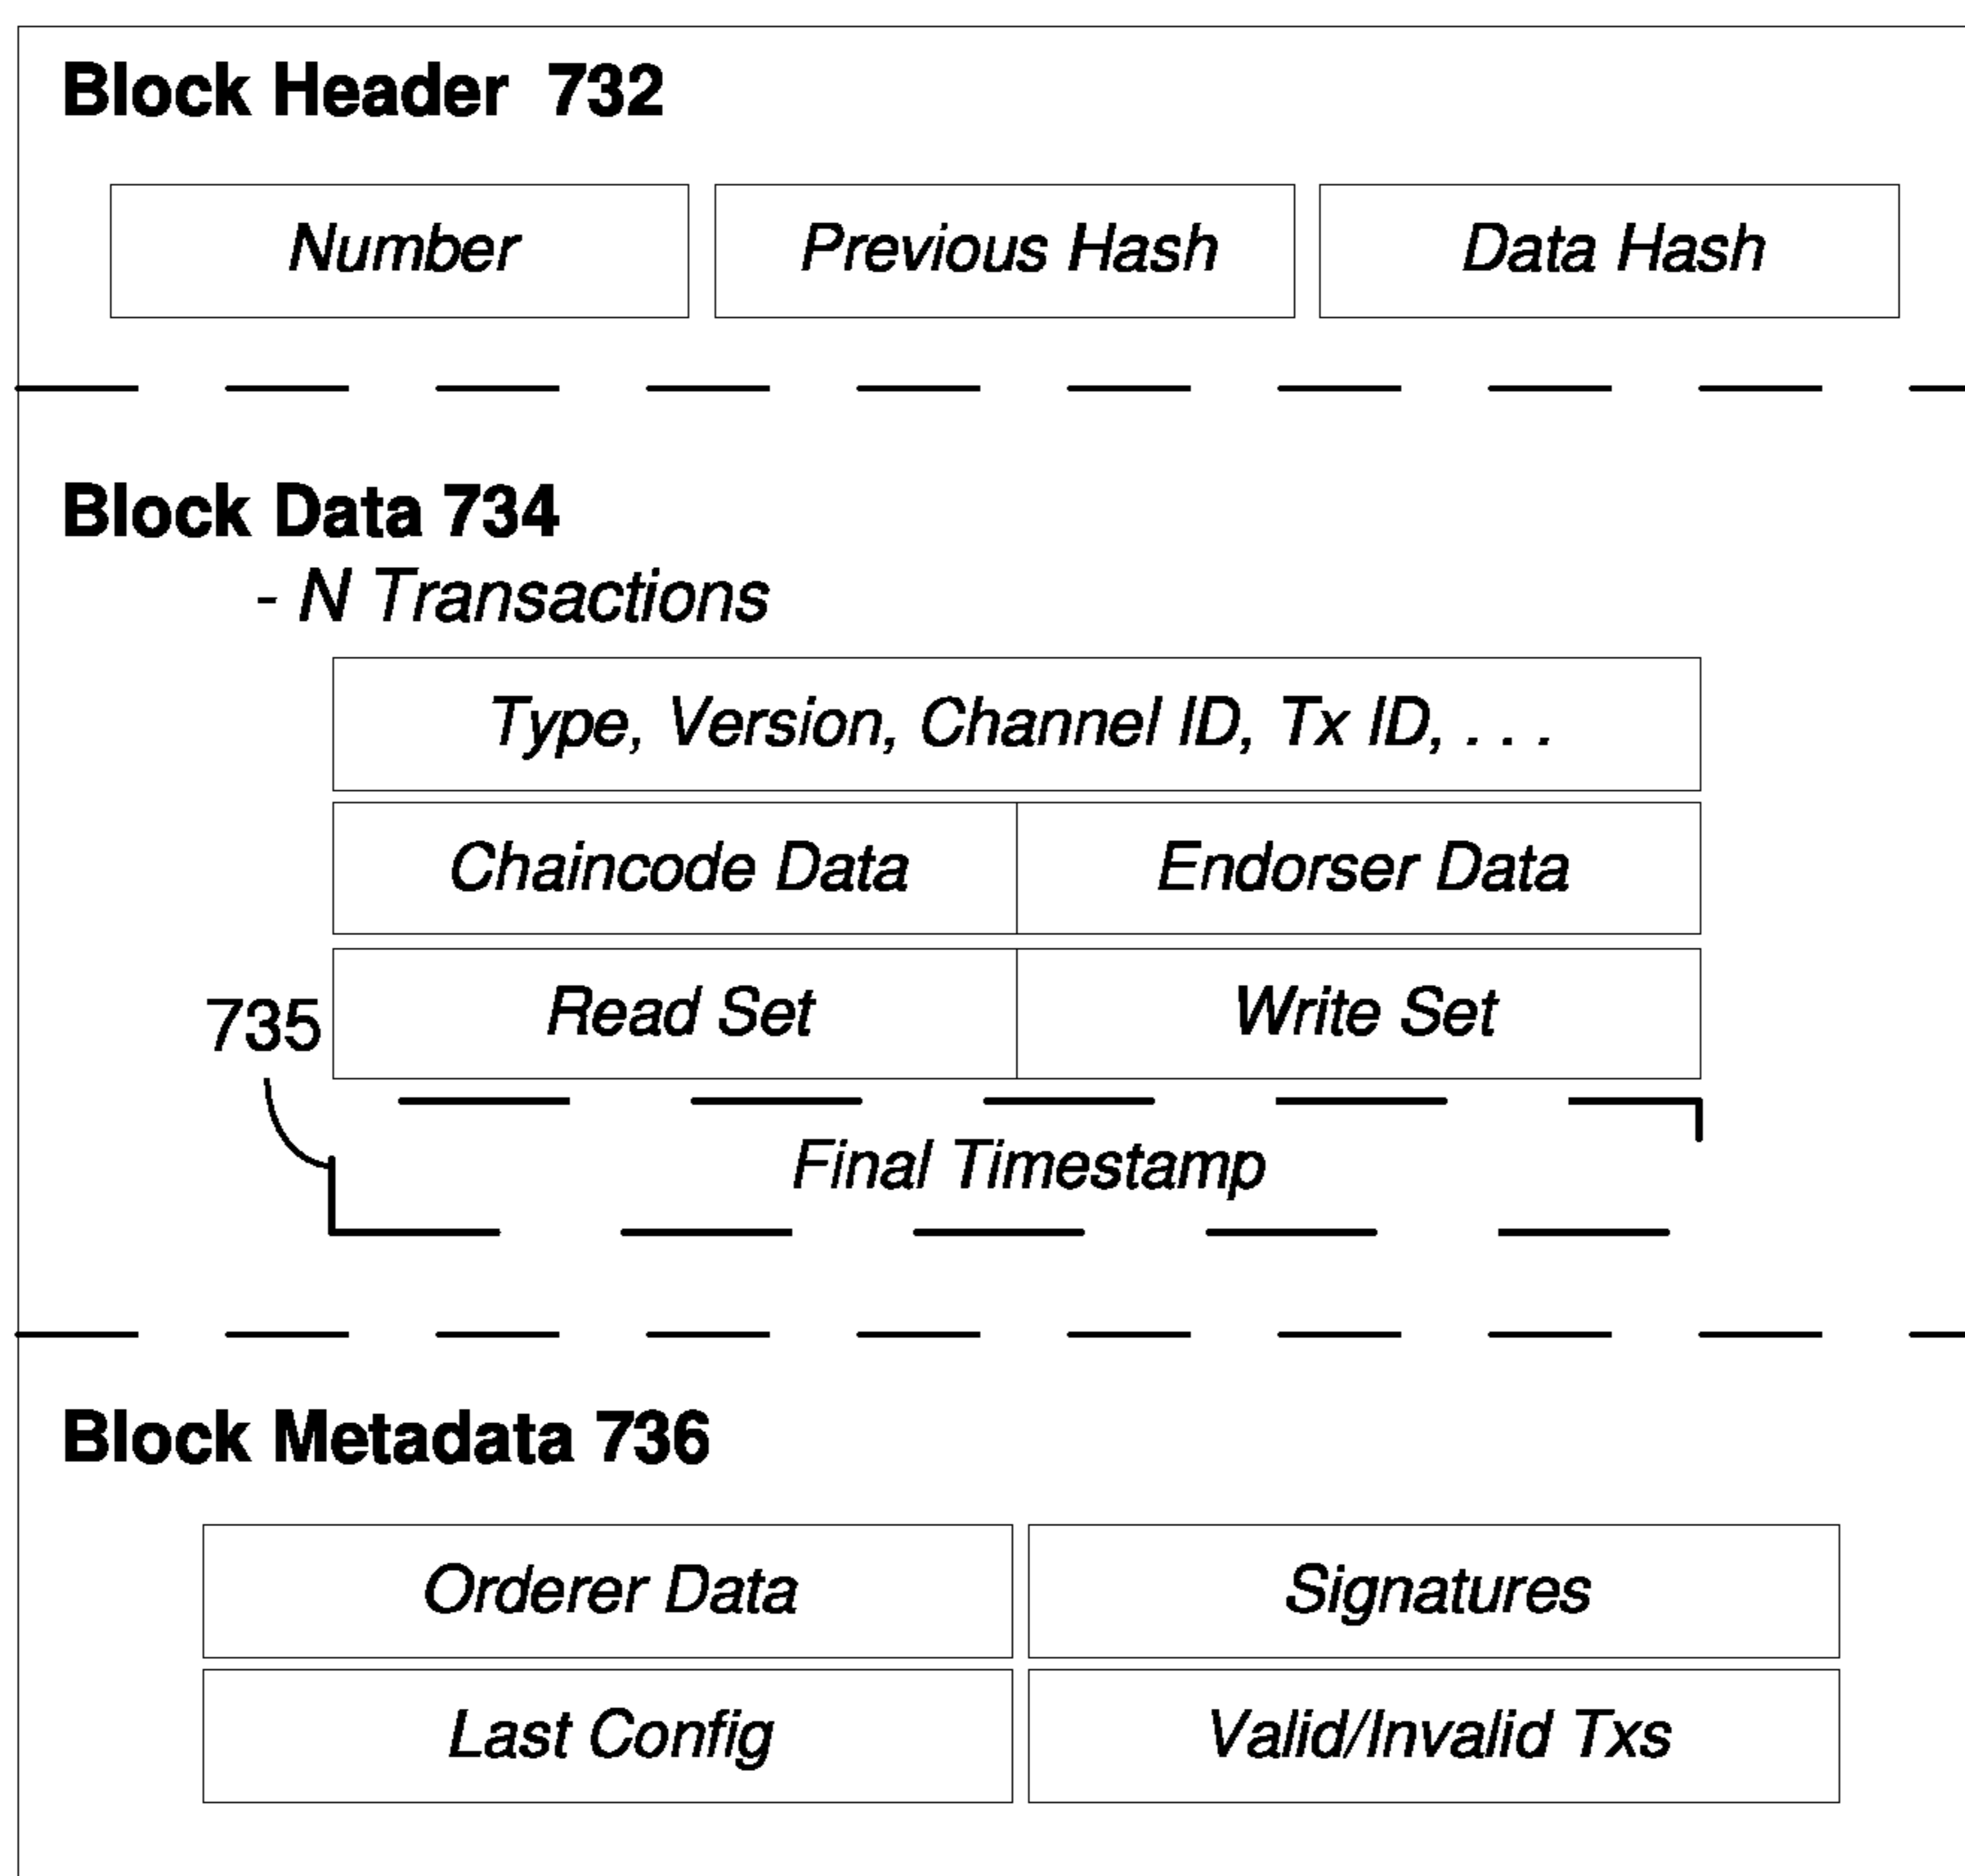 Block Header 732
Number Previous Hash Data Hash
Block Data 734
- N Transactions
Type, Version, Channel ID, Tx ID, . . .
Chaincode Data Endorser Data
735 Read Set Write Set
Final Timestamp
Block Metadata 736
Orderer Data Signatures
Last Config Valid/Invalid Txs